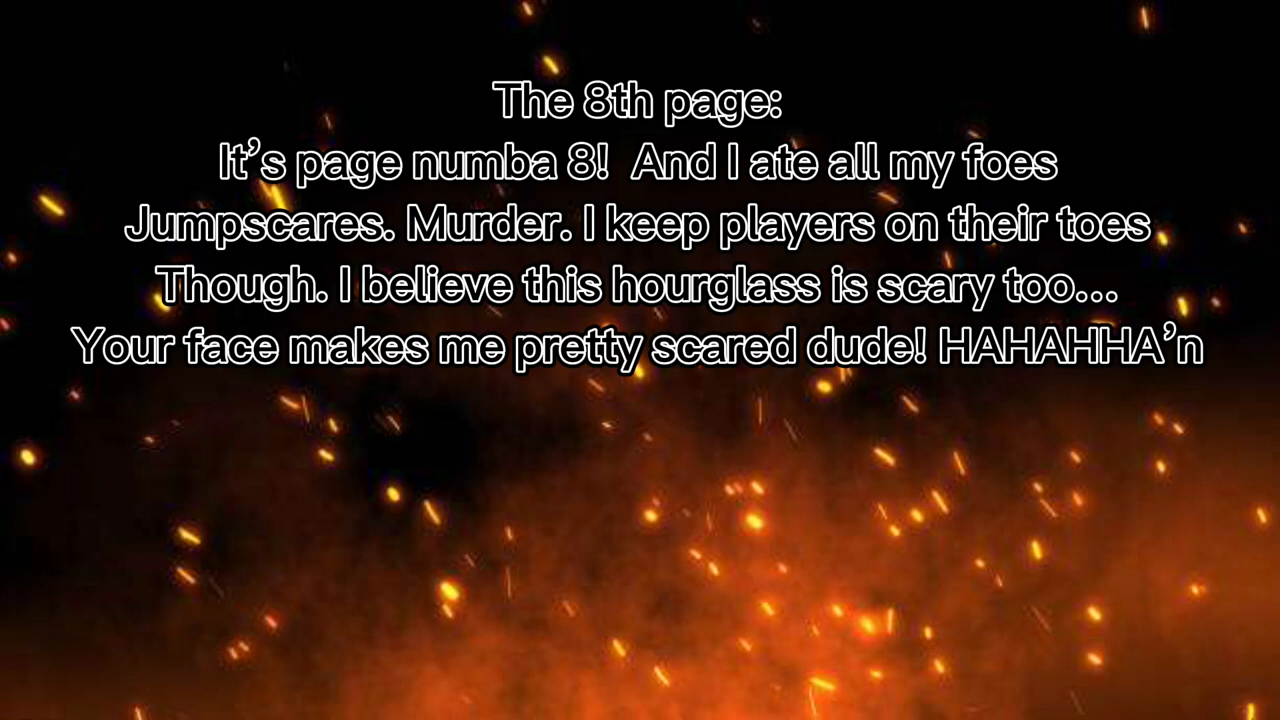 The 8th page:
It’s page numba 8!  And I ate all my foes
Jumpscares. Murder. I keep players on their toes
Though. I believe this hourglass is scary too...
Your face makes me pretty scared dude! HAHAHHA’n